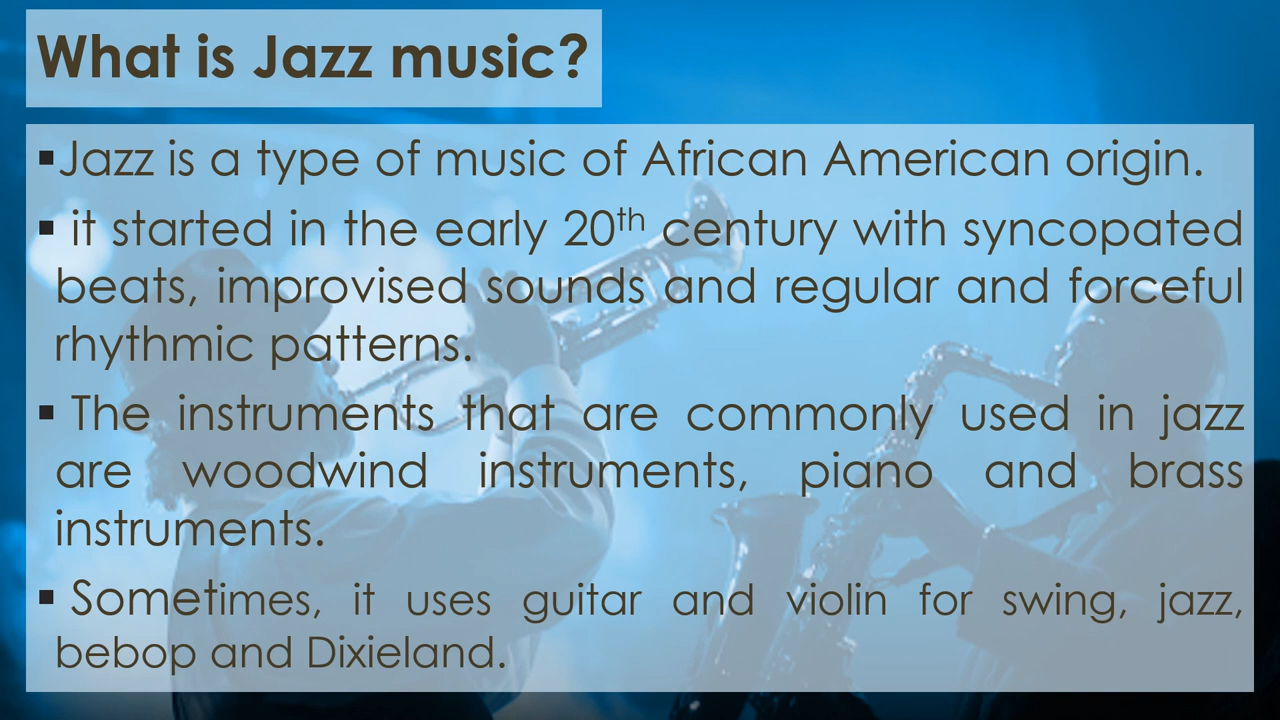 What is Jazz music?
▪Jazz is a type of music of African American origin.
▪ it started in the early 20th century with syncopated
beats, improvised sounds and regular and forceful
rhythmic patterns.
▪ The instruments that are commonly used in jazz
are woodwind instruments, piano and brass
instruments.
▪ Sometimes, it uses guitar and violin for swing, jazz,
bebop and Dixieland.